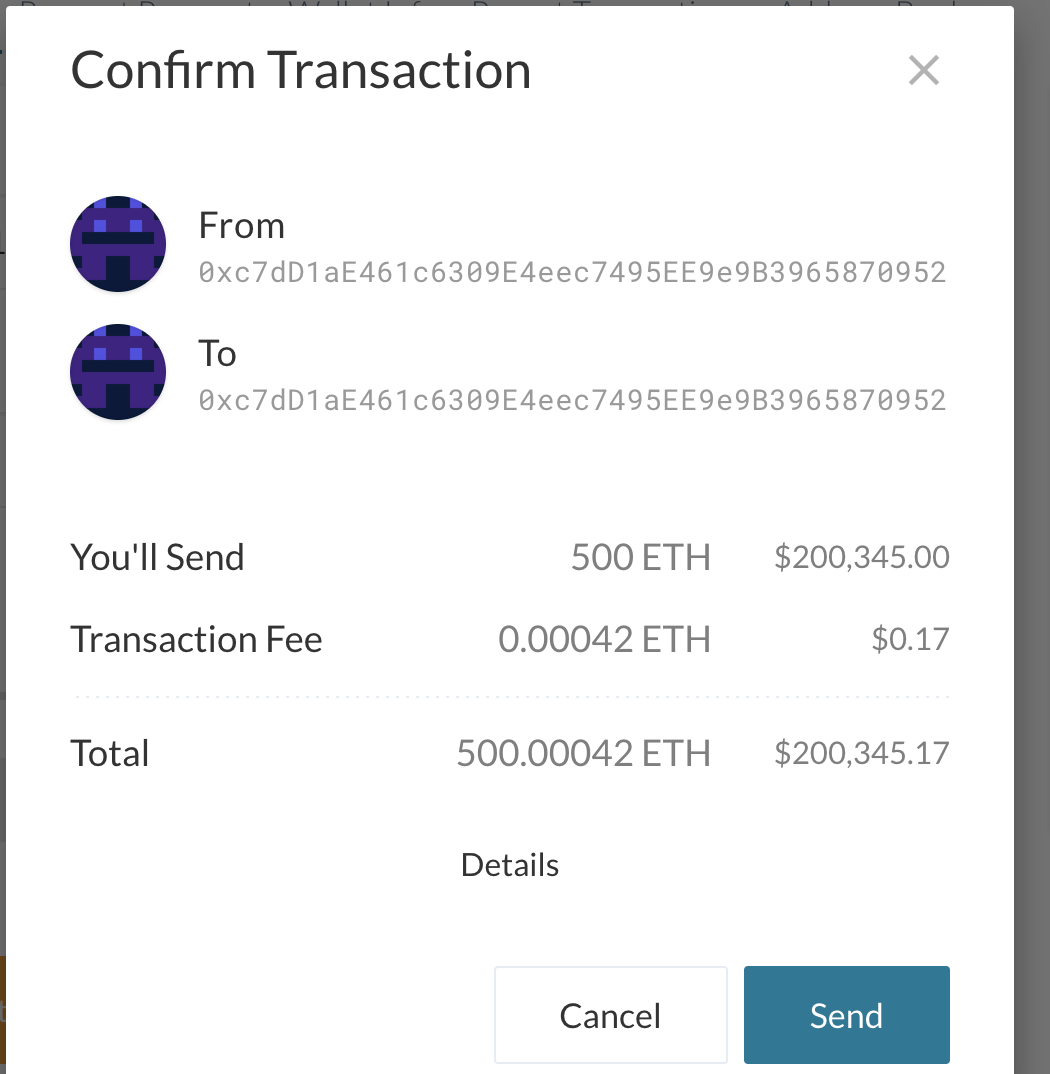 Confirm Transaction
From
0xc7dD1aE461c6309E4eec7495EE9e9B3965870952
To
0xc7dD1aE461c6309E4eec7495EE9e9B3965870952
You'll Send 500 ETH $200,345.00
Transaction Fee 0.00042 ETH $0.17
Total 500.00042 ETH $200,345.17
Details
Cancel Send